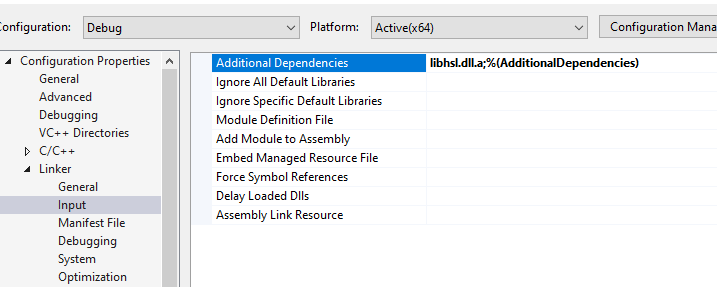 Configuration: Debug Platform: Active(x64) Configuration Mana
Configuration Properties
General
Advanced
Debugging
VC++ Directories
C/C++
Linker
General
Input
Manifest File
Debugging
System
Optimization
Additional Dependencies libhsl.dll.a;%(AdditionalDependencies)
Ignore All Default Libraries
Ignore Specific Default Libraries
Module Definition File
Add Module to Assembly
Embed Managed Resource File
Force Symbol References
Delay Loaded Dlls
Assembly Link Resource